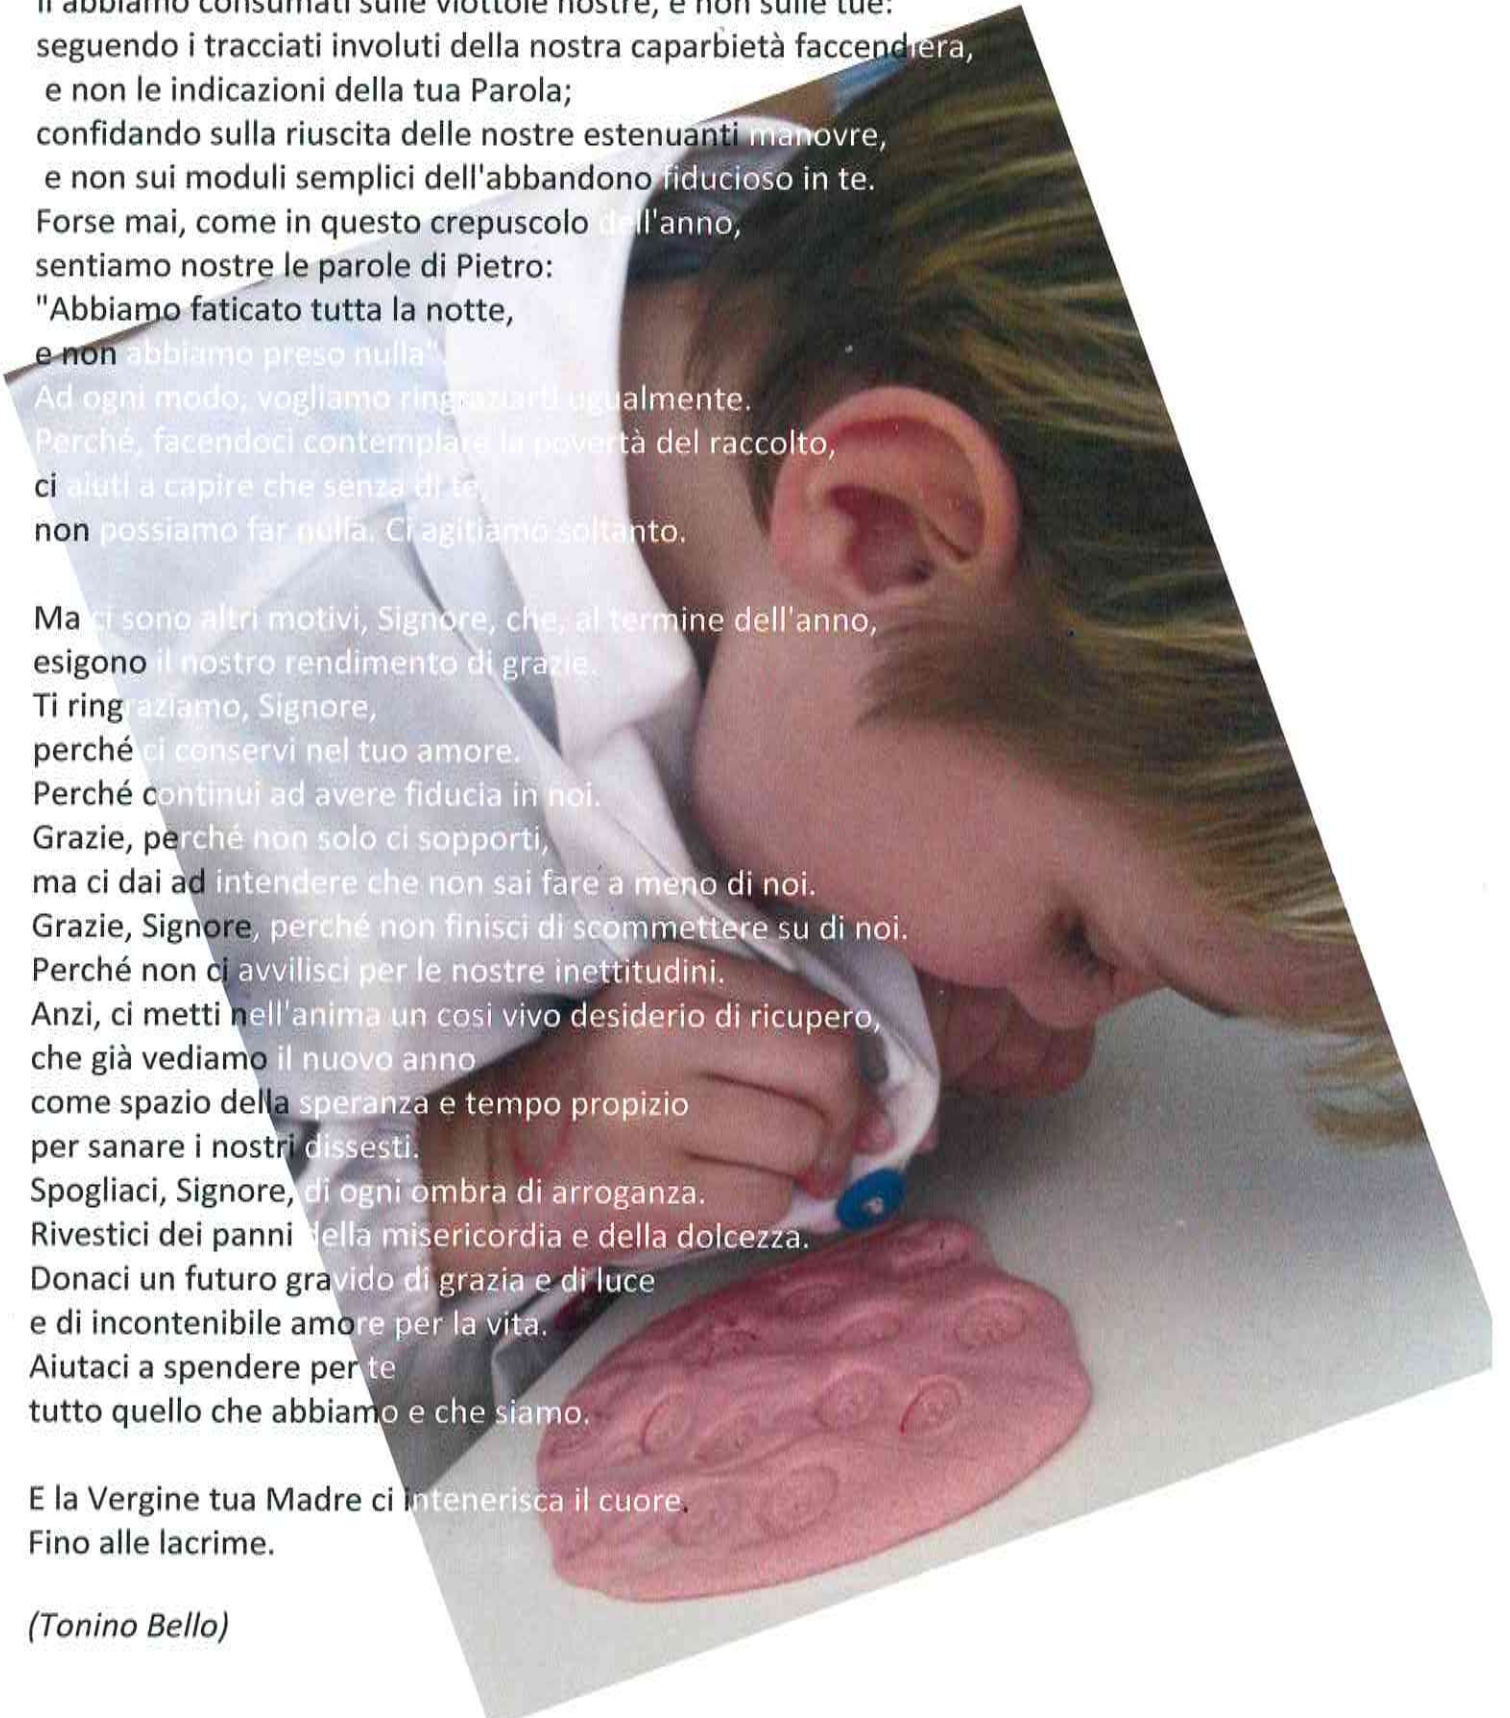 li abbiamo consumati sulle viottole nostre, e non sulle tue:
seguendo i tracciati involuti della nostra caparbietà faccendiera,
e non le indicazioni della tua Parola;
confidando sulla riuscita delle nostre estenuanti manovre,
e non sui moduli semplici dell'abbandono fiducioso in te.
Forse mai, come in questo crepuscolo dell'anno,
sentiamo nostre le parole di Pietro:
"Abbiamo faticato tutta la notte,
e non abbiamo preso nulla"
Ad ogni modo, vogliamo ringraziarti ugualmente.
Perché, facendoci contemplare la povertà del raccolto,
ci aiuti a capire che senza di te,
non possiamo far nulla. Ci agitiamo soltanto.
Ma ci sono altri motivi, Signore, che, al termine dell'anno,
esigono il nostro rendimento di grazie.
Ti ringraziamo, Signore,
perché ci conservi nel tuo amore.
Perché continui ad avere fiducia in noi.
Grazie, perché non solo ci sopporti,
ma ci dai ad intendere che non sai fare a meno di noi.
Grazie, Signore, perché non finisci di scommettere su di noi.
Perché non ci avvilisci per le nostre inettitudini.
Anzi, ci metti nell'anima un cosi vivo desiderio di ricupero,
che già vediamo il nuovo anno
come spazio della speranza e tempo propizio
per sanare i nostri dissesti.
Spogliaci, Signore, di ogni ombra di arroganza.
Rivestici dei panni della misericordia e della dolcezza.
Donaci un futuro gravido di grazia e di luce
e di incontenibile amore per la vita.
Aiutaci a spendere per te
tutto quello che abbiamo e che siamo.
E la Vergine tua Madre ci intenerisca il cuore.
Fino alle lacrime.
(Tonino Bello)